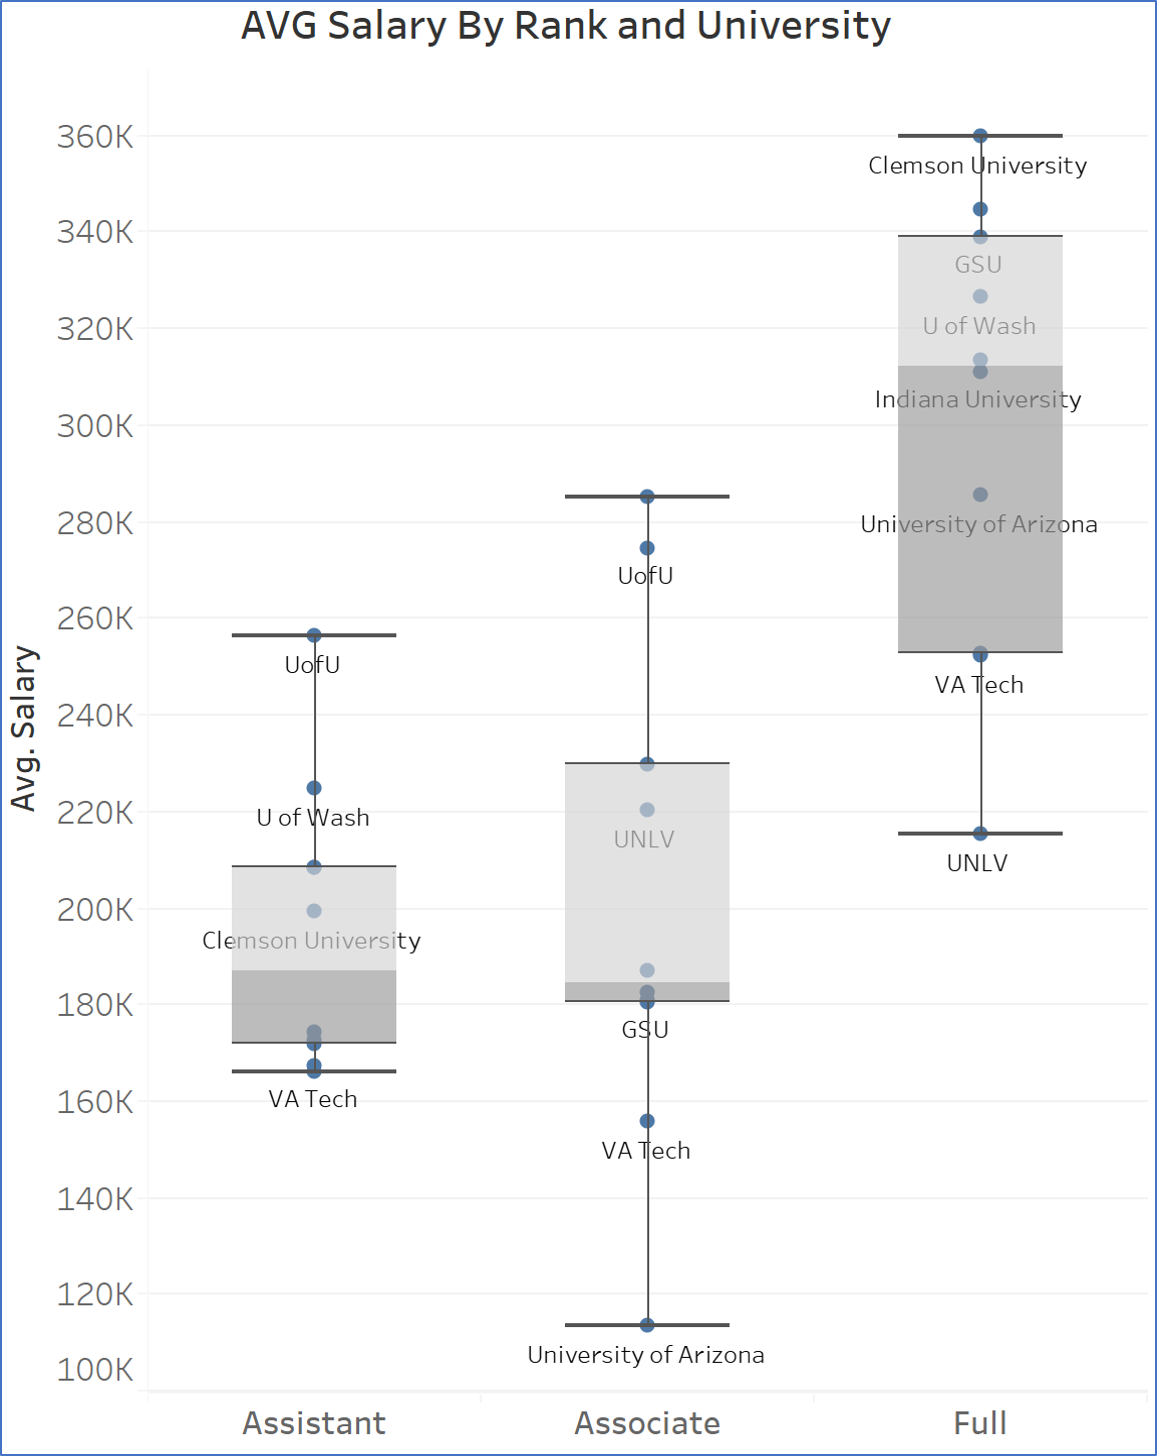 AVG Salary By Rank and University
Avg. Salary
360K
340K
320K
300K
280K
260K
240K
220K
200K
180K
160K
140K
120K
100K
UofU
U of Wash
Clemson University
VA Tech
UofU
UNLV
GSU
VA Tech
University of Arizona
Clemson University
GSU
U of Wash
Indiana University
University of Arizona
VA Tech
UNLV
Assistant
Associate
Full